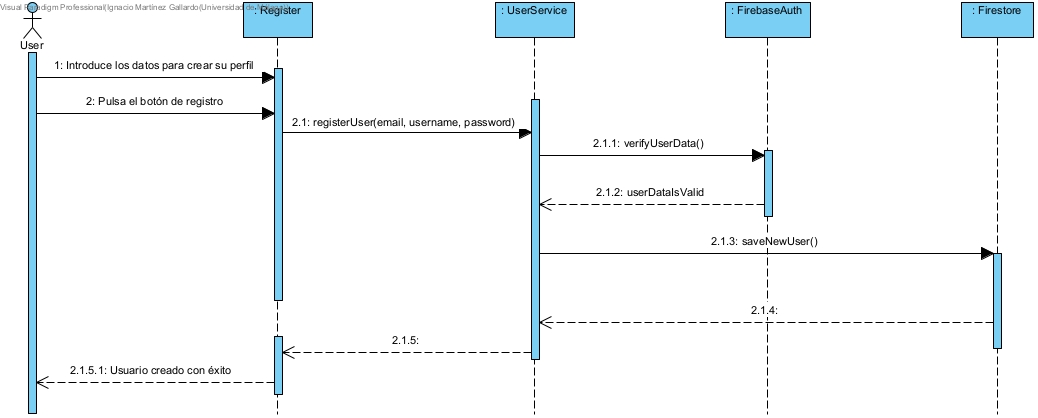 Visual Paradigm Professional(Ignacio Martínez Gallardo(Universidad de
: Register
: UserService
: FirebaseAuth
: Firestore
User
1: Introduce los datos para crear su perfil
2: Pulsa el botón de registro
2.1: registerUser(email, username, password)
2.1.1: verifyUserData()
2.1.2: userDataIsValid
2.1.3: saveNewUser()
2.1.4:
2.1.5:
2.1.5.1: Usuario creado con éxito